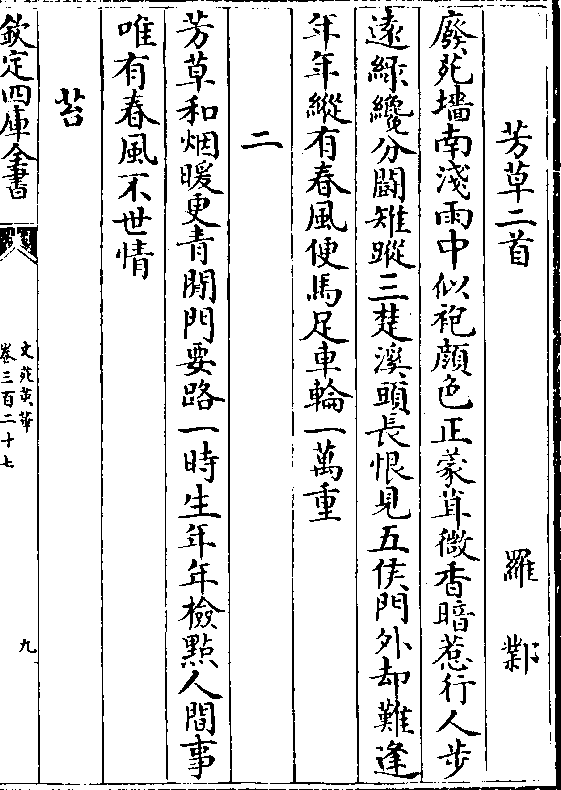 芳草二首 羅鄴
廢苑墻南淺雨中似袍顔色正蒙茸微香暗惹行人步
遠綠纔分鬭雉蹤三楚溪頭長恨見五侯門外却難逢
年年縱有春風便馬足車輪一萬重
二
芳草和烟暖更青閒門要路一時生年年檢點人間事
唯有春風不世情
苔
欽定四庫全書
文苑英華
卷三百二十七
九